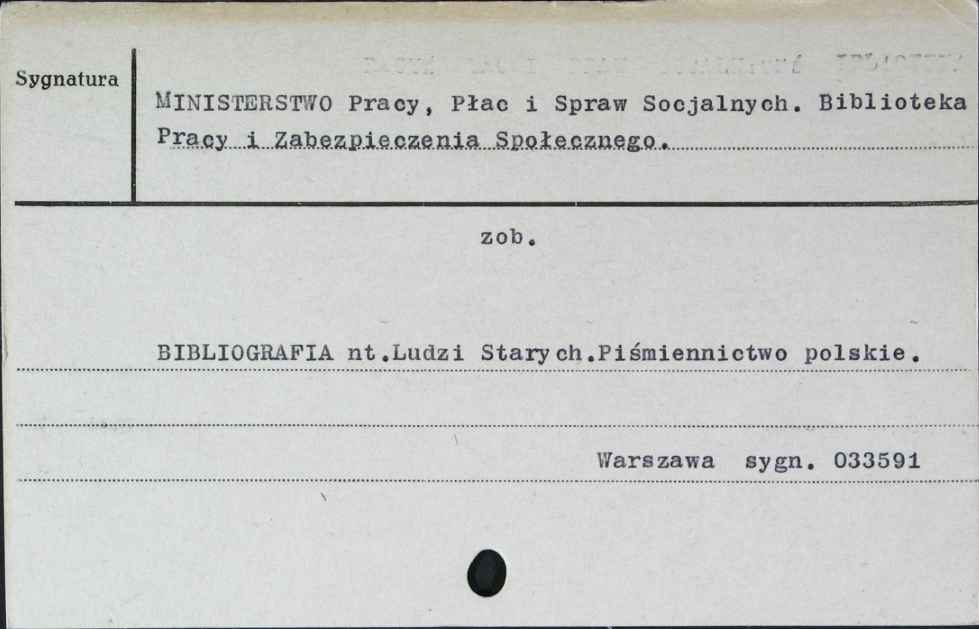 Sygnatura
MINISTERSTWO Pracy, Płac i Spraw Socjalnych. Biblioteka
Pracy i Zabezpieczenia Społecznego.
zob.
BIBLIOGRAFIA nt.Ludzi Starych.Piśmiennictwo polskie.
Warszawa sygn. 033591